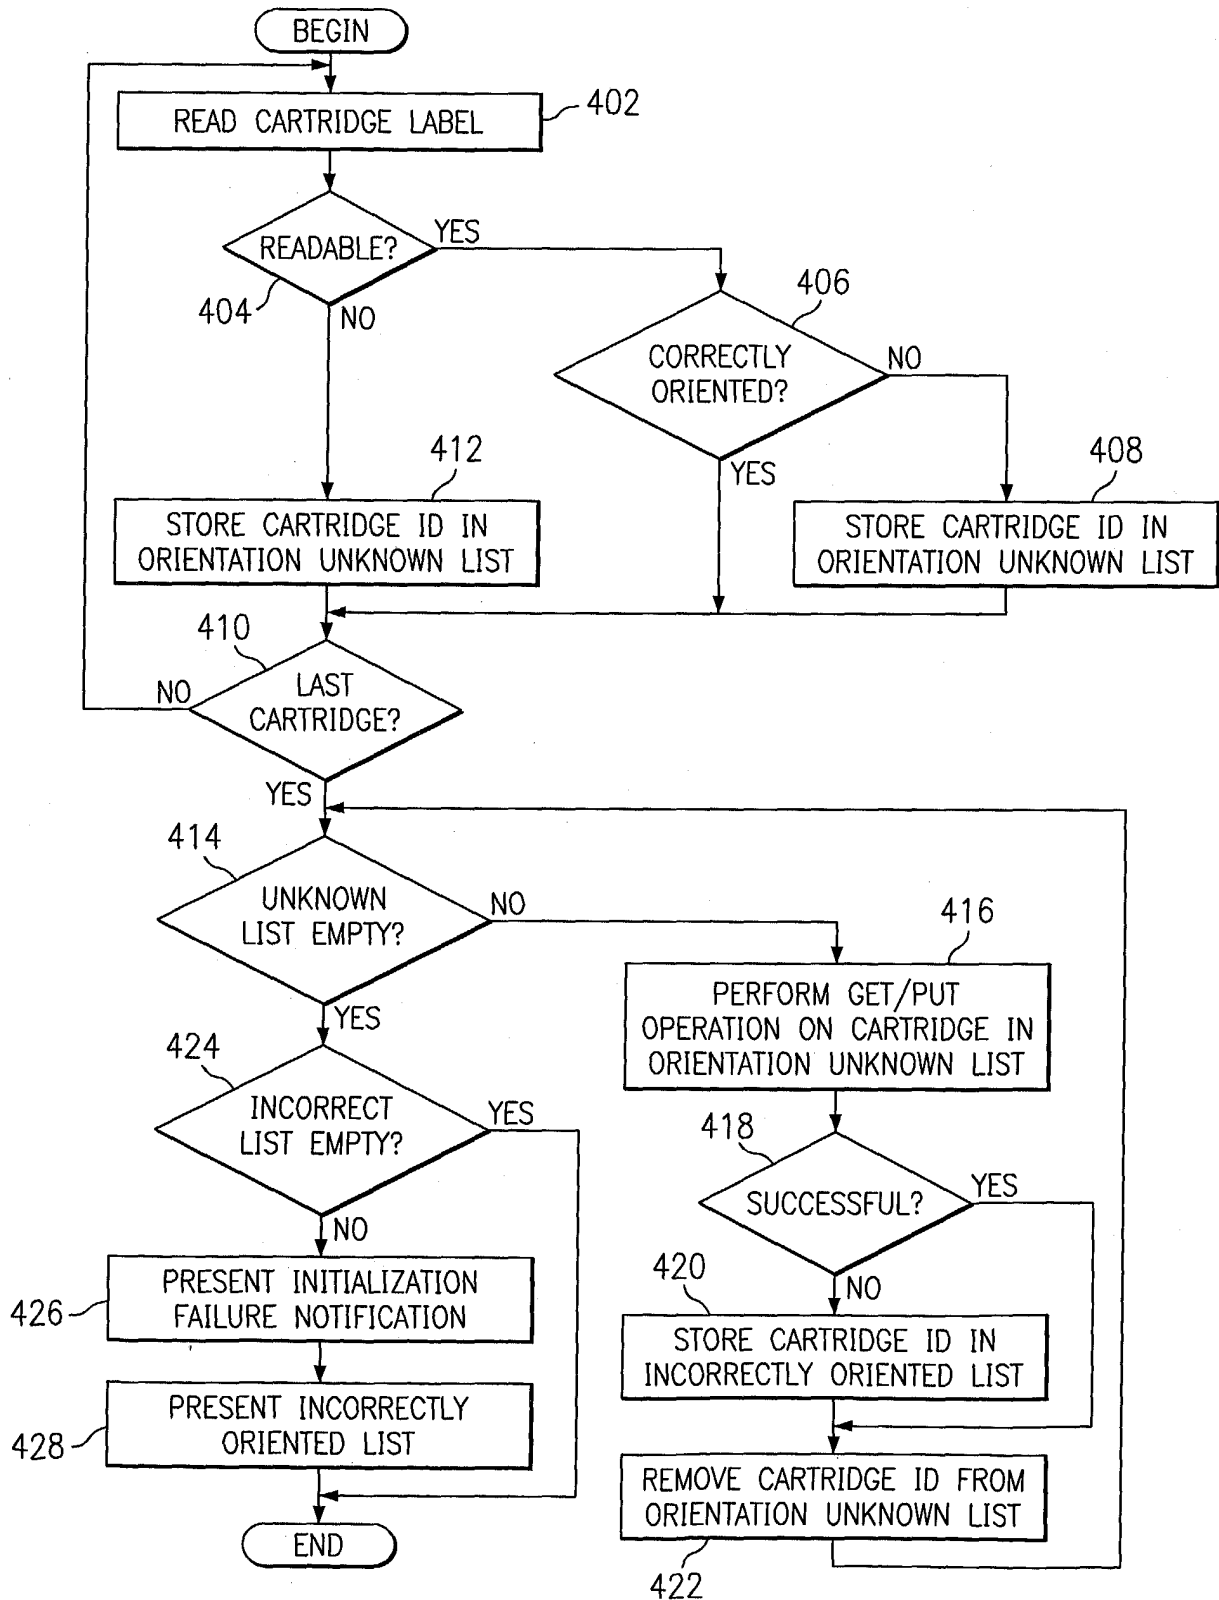 BEGIN
READ CARTRIDGE LABEL
402
READABLE?
YES
404
NO
406
CORRECTLY
ORIENTED?
NO
YES
412
408
STORE CARTRIDGE ID IN
ORIENTATION UNKNOWN LIST
STORE CARTRIDGE ID IN
ORIENTATION UNKNOWN LIST
410
LAST
CARTRIDGE?
NO
YES
414
UNKNOWN
LIST EMPTY?
NO
YES
416
PERFORM GET/PUT
OPERATION ON CARTRIDGE IN
ORIENTATION UNKNOWN LIST
424
INCORRECT
LIST EMPTY?
YES
NO
418
SUCCESSFUL?
YES
NO
426
PRESENT INITIALIZATION
FAILURE NOTIFICATION
420
STORE CARTRIDGE ID IN
INCORRECTLY ORIENTED LIST
428
PRESENT INCORRECTLY
ORIENTED LIST
REMOVE CARTRIDGE ID FROM
ORIENTATION UNKNOWN LIST
422
END